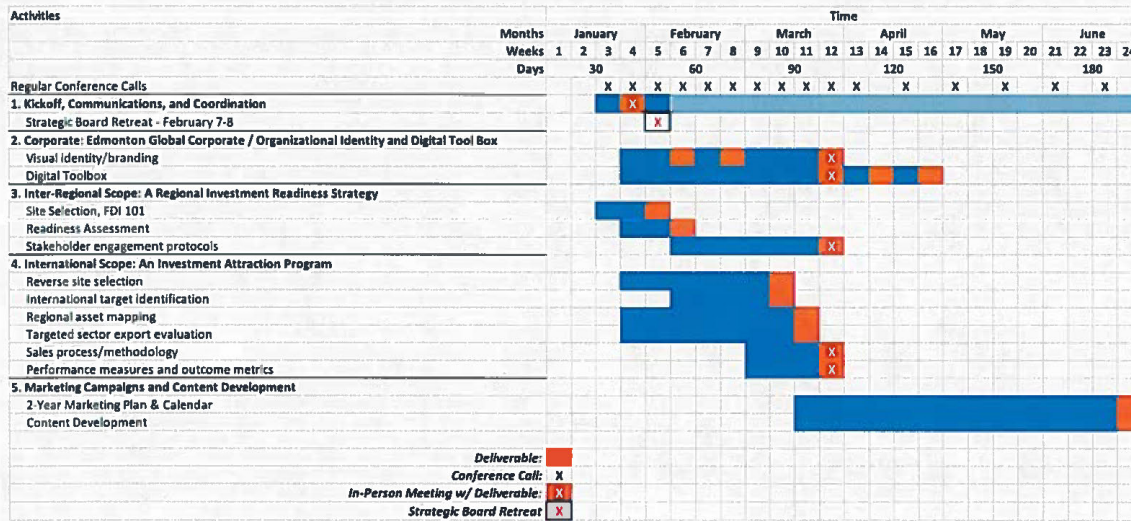 Activities Time
Months January February March April May June
Weeks 1 2 3 4 5 6 7 8 9 10 11 12 13 14 15 16 17 18 19 20 21 22 23 24
Days 30 60 90 120 150 180
Regular Conference Calls X X X X X X X X X X X X X X X X
1. Kickoff, Communications, and Coordination X
Strategic Board Retreat - February 7-8 X
2. Corporate: Edmonton Global Corporate / Organizational Identity and Digital Tool Box
Visual identity/branding X
Digital Toolbox X
3. Inter-Regional Scope: A Regional Investment Readiness Strategy
Site Selection, FDI 101
Readiness Assessment
Stakeholder engagement protocols X
4. International Scope: An Investment Attraction Program
Reverse site selection
International target identification
Regional asset mapping
Targeted sector export evaluation
Sales process/methodology X
Performance measures and outcome metrics X
5. Marketing Campaigns and Content Development
2-Year Marketing Plan & Calendar
Content Development
Deliverable:
Conference Call: X
In-Person Meeting w/ Deliverable: X
Strategic Board Retreat X